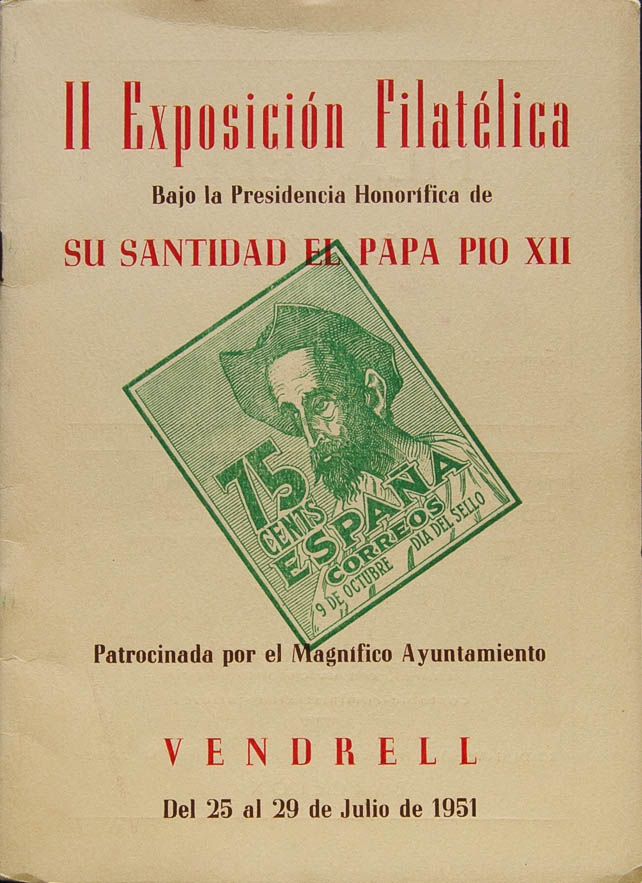 II Exposición Filatélica
Bajo la Presidencia Honorífica de
SU SANTIDAD EL PAPA PIO XII
75
CENTS
ESPAÑA
CORREOS
9 DE OCTUBRE DIA DEL SELLO
Patrocinada por el Magnífico Ayuntamiento
VENDRELL
Del 25 al 29 de Julio de 1951